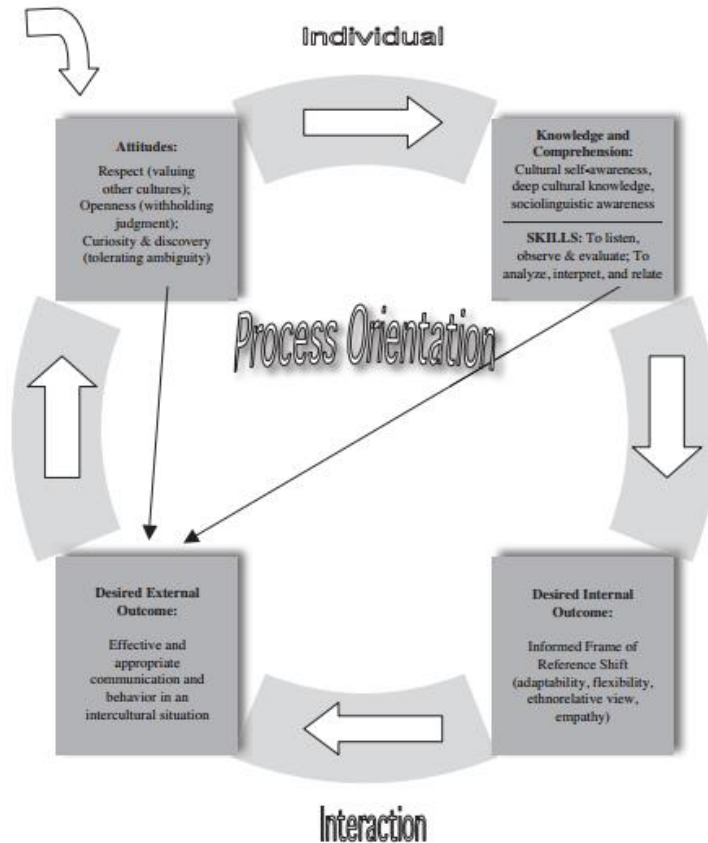 Individual
Attitudes:
Respect (valuing
other cultures);
Openness (withholding
judgment);
Curiosity & discovery
(tolerating ambiguity)
Knowledge and
Comprehension:
Cultural self-awareness,
deep cultural knowledge,
sociolinguistic awareness
SKILLS: To listen,
observe & evaluate; To
analyze, interpret, and relate
Process Orientation
Desired External
Outcome:
Effective and
appropriate
communication and
behavior in an
intercultural situation
Desired Internal
Outcome:
Informed Frame of
Reference Shift
(adaptability, flexibility,
ethnorelative view,
empathy)
Interaction